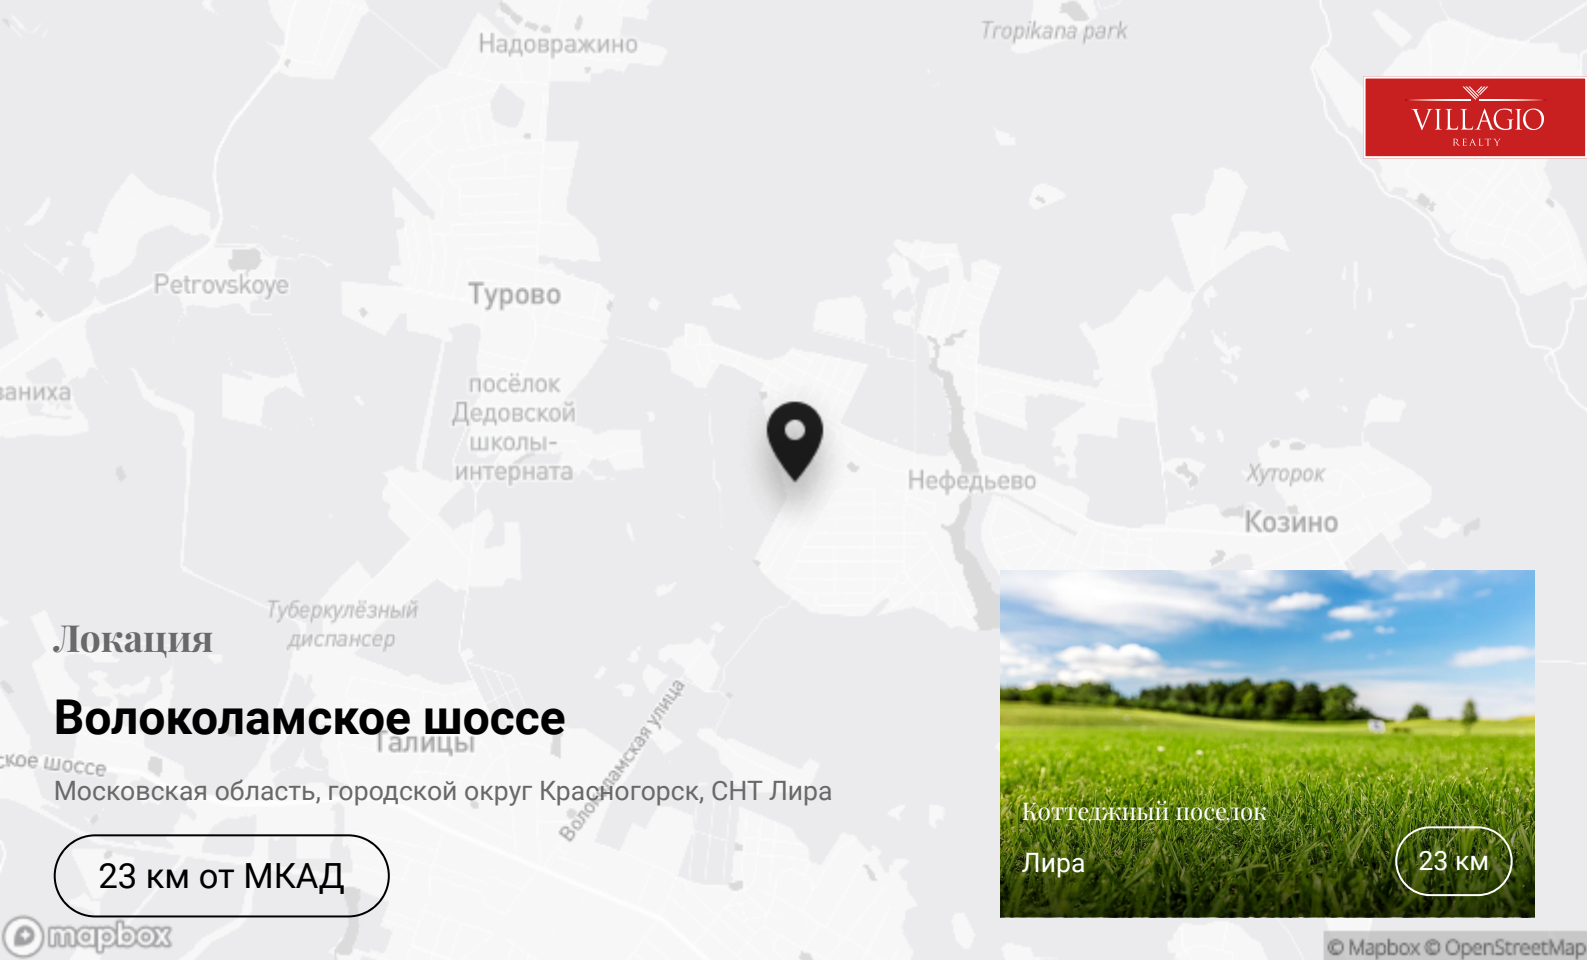 Надовражино
Tropikana park
VILLAGIO
REALTY
Petrovskoye
Турово
ваниха
посёлок
Дедовской
школы-
интерната
Нефедьево
Хуторок
Козино
Туберкулёзный
диспансер
Локация
Волоколамское шоссе
Талицы
ское шоссе
Волоколамская улица
Московская область, городской округ Красногорск, СНТ Лира
23 км от МКАД
Коттеджный поселок
Лира
23 км
mapbox
© Mapbox © OpenStreetMap